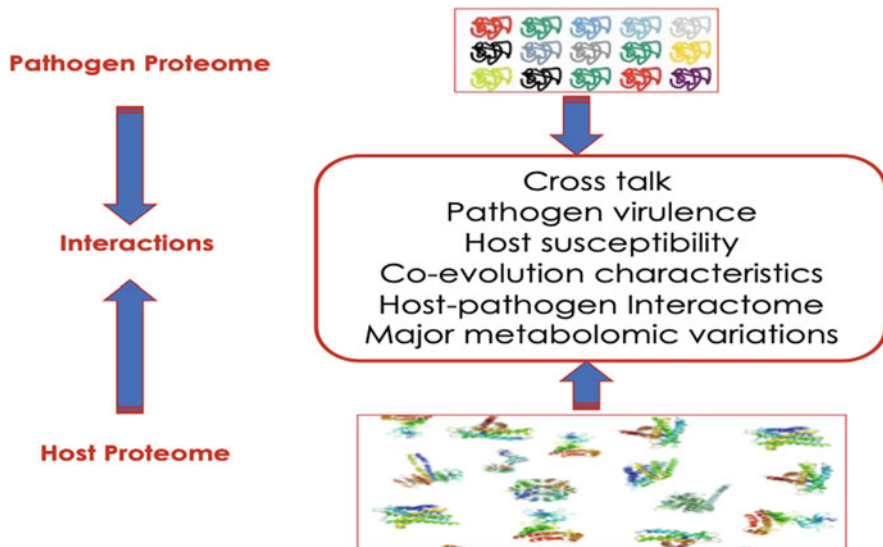 Pathogen Proteome
Interactions
Host Proteome
Cross talk
Pathogen virulence
Host susceptibility
Co-evolution characteristics
Host-pathogen Interactome
Major metabolomic variations